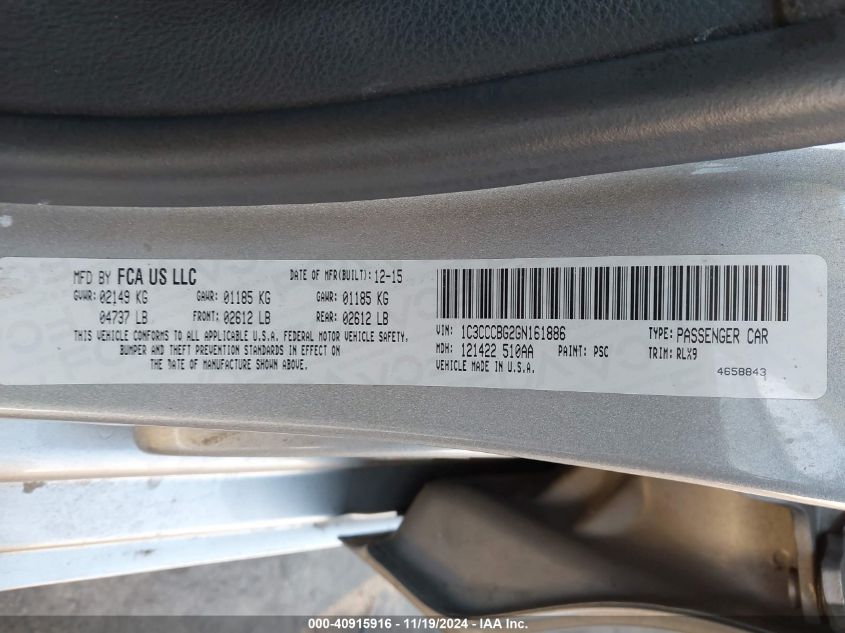 MFD BY FCA US LLC DATE OF MFR(BUILT): 12-15
GVWR: 02149 KG GAWR: 01185 KG GAWR: 01185 KG
04737 LB FRONT: 02612 LB REAR: 02612 LB
THIS VEHICLE CONFORMS TO ALL APPLICABLE U.S.A. FEDERAL MOTOR VEHICLE SAFETY,
BUMPER AND THEFT PREVENTION STANDARDS IN EFFECT ON
THE DATE OF MANUFACTURE SHOWN ABOVE.
VIN: 1C3CCCBG2GN161886 TYPE: PASSENGER CAR
MDH: 121422 510AA PAINT: PSC TRIM: RLX9
VEHICLE MADE IN U.S.A.
4658843
000-40915916 - 11/19/2024 - IAA Inc.